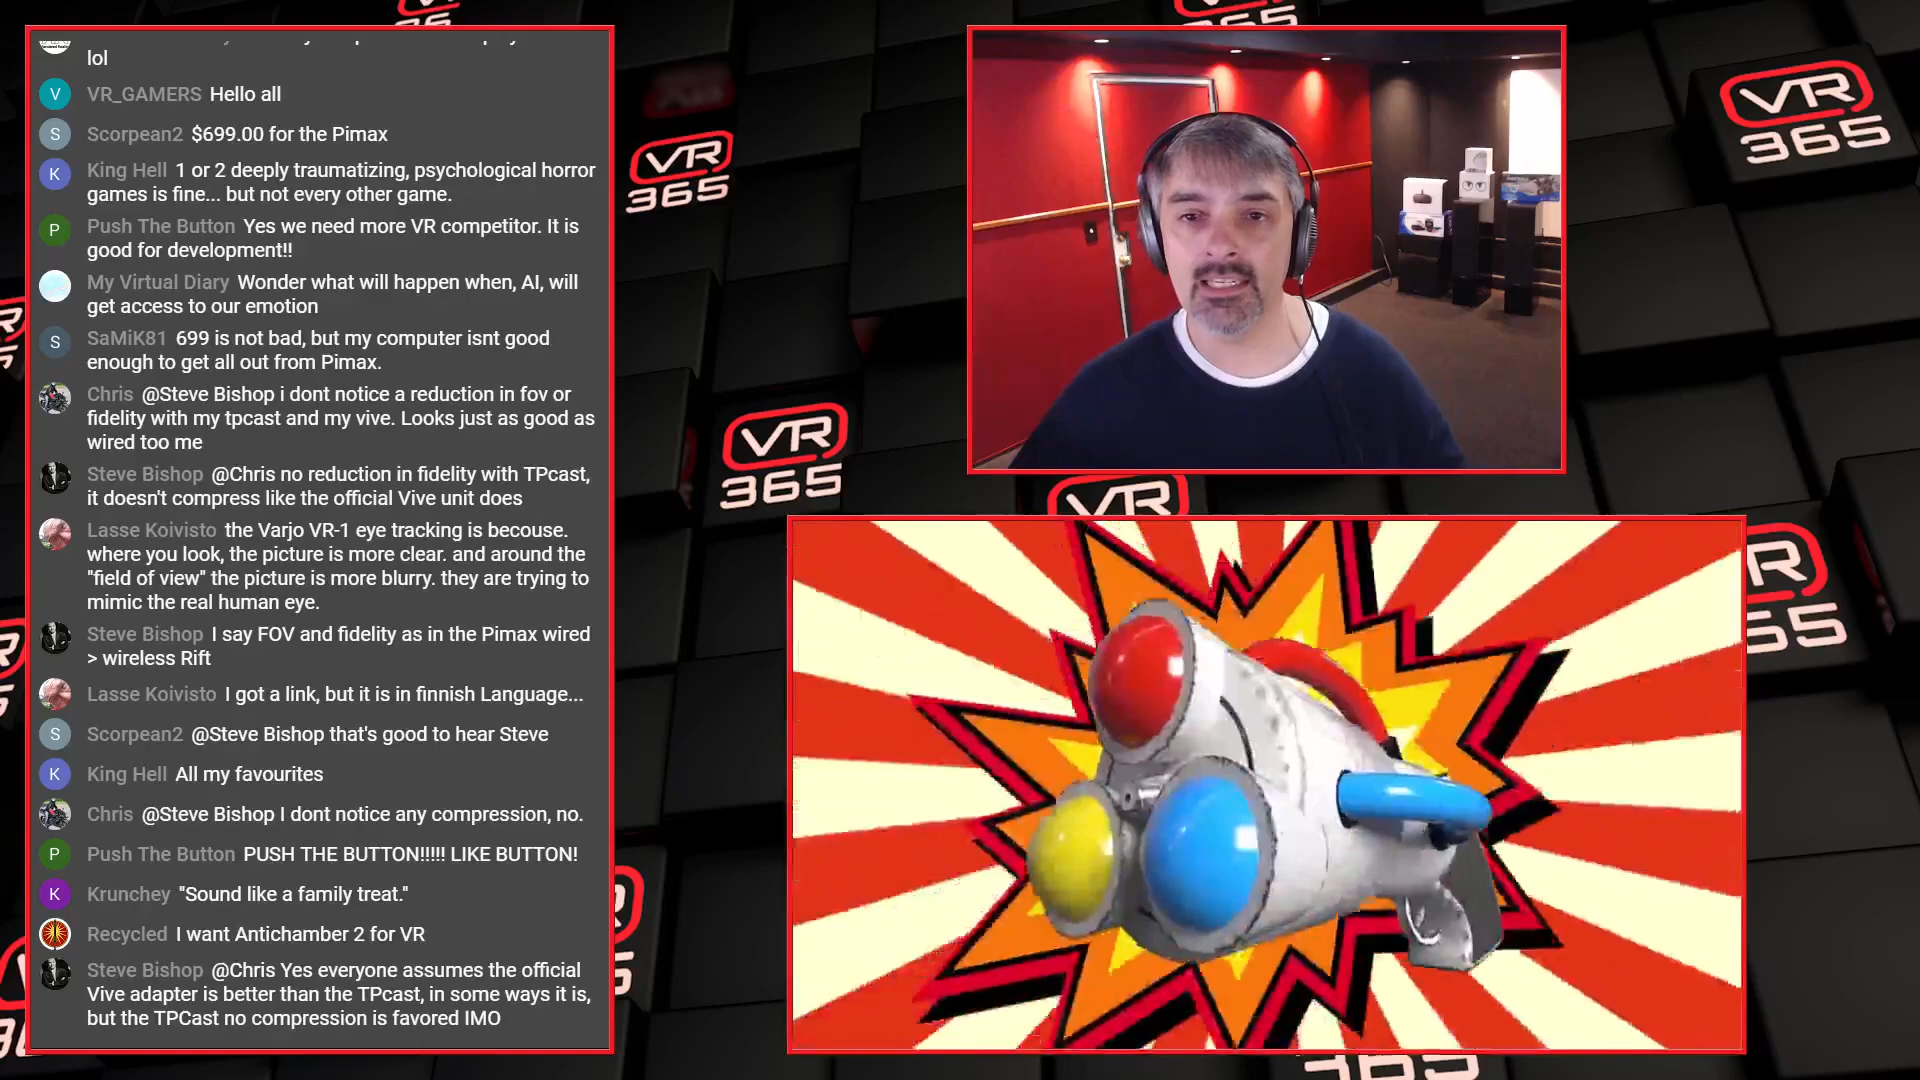 lol
VR_GAMERS Hello all
Scorpean2 $699.00 for the Pimax
King Hell 1 or 2 deeply traumatizing, psychological horror
games is fine... but not every other game.
Push The Button Yes we need more VR competitor. It is
good for development!!
My Virtual Diary Wonder what will happen when, AI, will
get access to our emotion
SaMiK81 699 is not bad, but my computer isnt good
enough to get all out from Pimax.
Chris @Steve Bishop i dont notice a reduction in fov or
fidelity with my tpcast and my vive. Looks just as good as
wired too me
Steve Bishop @Chris no reduction in fidelity with TPcast,
it doesn't compress like the official Vive unit does
Lasse Koivisto the Varjo VR-1 eye tracking is becouse.
where you look, the picture is more clear. and around the
"field of view" the picture is more blurry. they are trying to
mimic the real human eye.
Steve Bishop I say FOV and fidelity as in the Pimax wired
> wireless Rift
Lasse Koivisto I got a link, but it is in finnish Language...
Scorpean2 @Steve Bishop that's good to hear Steve
King Hell All my favourites
Chris @Steve Bishop I dont notice any compression, no.
Push The Button PUSH THE BUTTON!!!!! LIKE BUTTON!
Krunchey "Sound like a family treat."
Recycled I want Antichamber 2 for VR
Steve Bishop @Chris Yes everyone assumes the official
Vive adapter is better than the TPcast, in some ways it is,
but the TPCast no compression is favored IMO
V
S
K
P
S
S
K
P
K
VR
365
VR
365
VR
365
VR
365